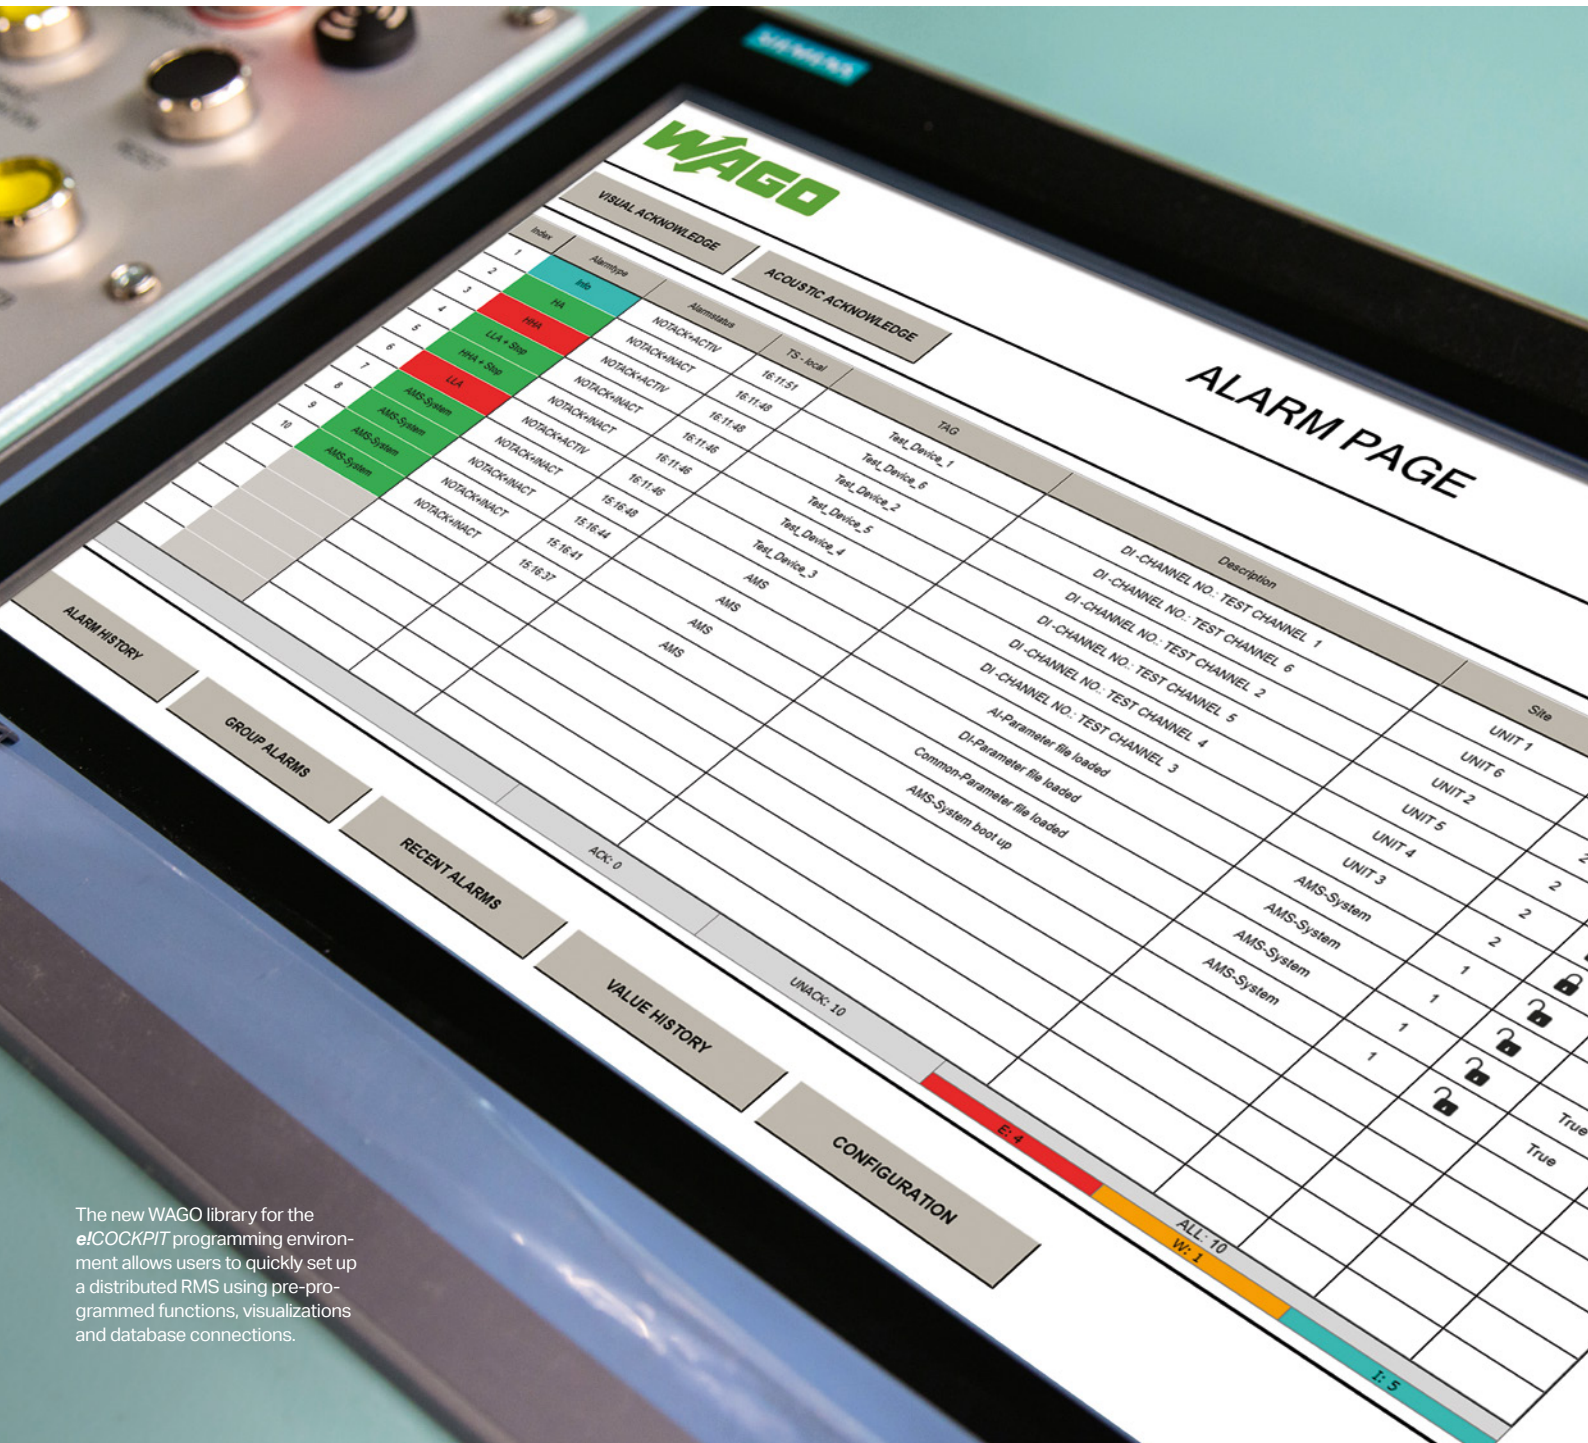 WAGO
VISUAL ACKNOWLEDGE
ACOUSTIC ACKNOWLEDGE
ALARM PAGE
Index Alarmtype Alarmstatus TS - local TAG Description Site
1 Info NOTACK+ACTIV 16:11:51 Test_Device_1 DI -CHANNEL NO.: TEST CHANNEL 1 UNIT 1
2 HA NOTACK+INACT 16:11:48 Test_Device_6 DI -CHANNEL NO.: TEST CHANNEL 6 UNIT 6
3 HHA NOTACK+ACTIV 16:11:48 Test_Device_2 DI -CHANNEL NO.: TEST CHANNEL 2 UNIT 2 2
4 LLA + Stop NOTACK+INACT 16:11:46 Test_Device_5 DI -CHANNEL NO.: TEST CHANNEL 5 UNIT 5 2
5 HHA + Stop NOTACK+INACT 16:11:46 Test_Device_4 DI -CHANNEL NO.: TEST CHANNEL 4 UNIT 4 2
6 LLA NOTACK+ACTIV 16:11:46 Test_Device_3 DI -CHANNEL NO.: TEST CHANNEL 3 UNIT 3 2
7 AMS-System NOTACK+INACT 15:16:48 AMS AI-Parameter file loaded AMS-System 1
8 AMS-System NOTACK+INACT 15:16:44 AMS DI-Parameter file loaded AMS-System 1
9 AMS-System NOTACK+INACT 15:16:41 AMS Common-Parameter file loaded AMS-System 1 True
10 AMS-System NOTACK+INACT 15:16:37 AMS AMS-System boot up AMS-System 1 True
ACK: 0
UNACK: 10
ALL: 10
E: 4
W: 1
I: 5
ALARM HISTORY
GROUP ALARMS
RECENT ALARMS
VALUE HISTORY
CONFIGURATION
The new WAGO library for the
e!COCKPIT programming environ-
ment allows users to quickly set up
a distributed RMS using pre-pro-
grammed functions, visualizations
and database connections.